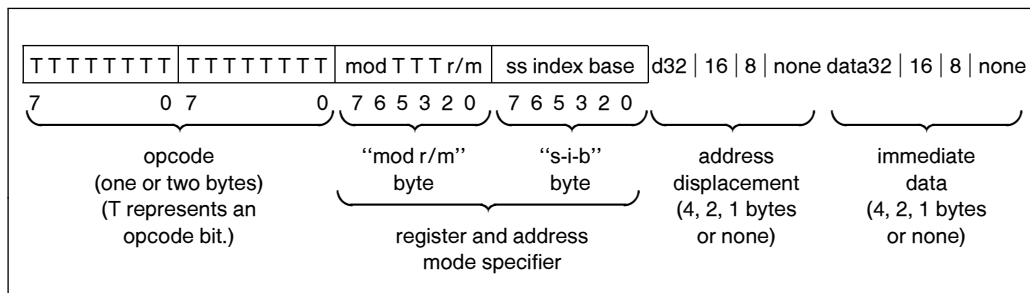 T T T T T T T T T T T T T T T T mod T T T r/m ss index base d32 | 16 | 8 | none data32 | 16 | 8 | none
7 0 7 0 7 6 5 3 2 0 7 6 5 3 2 0
opcode "mod r/m" "s-i-b" address immediate
(one or two bytes) byte byte displacement data
(T represents an (4, 2, 1 bytes (4, 2, 1 bytes
opcode bit.) or none) or none)
register and address
mode specifier